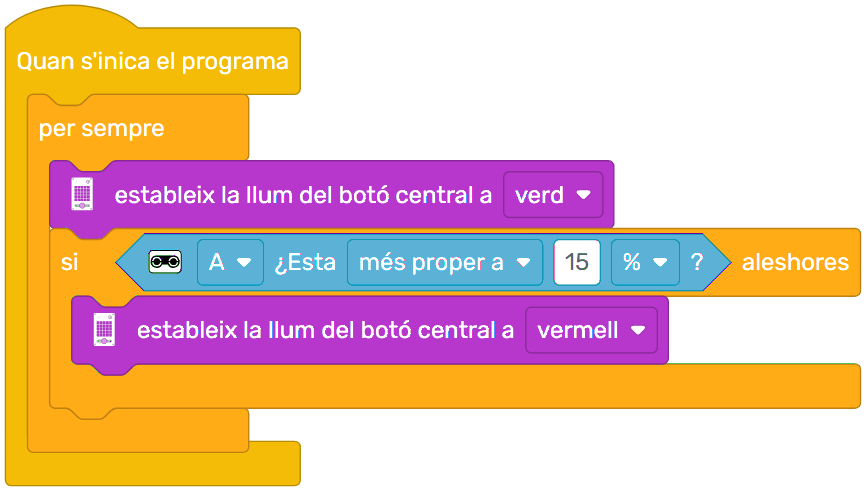 Quan s'inica el programa
per sempre
estableix la llum del botó central a verd
si A ¿Esta més proper a 15 % ? aleshores
estableix la llum del botó central a vermell